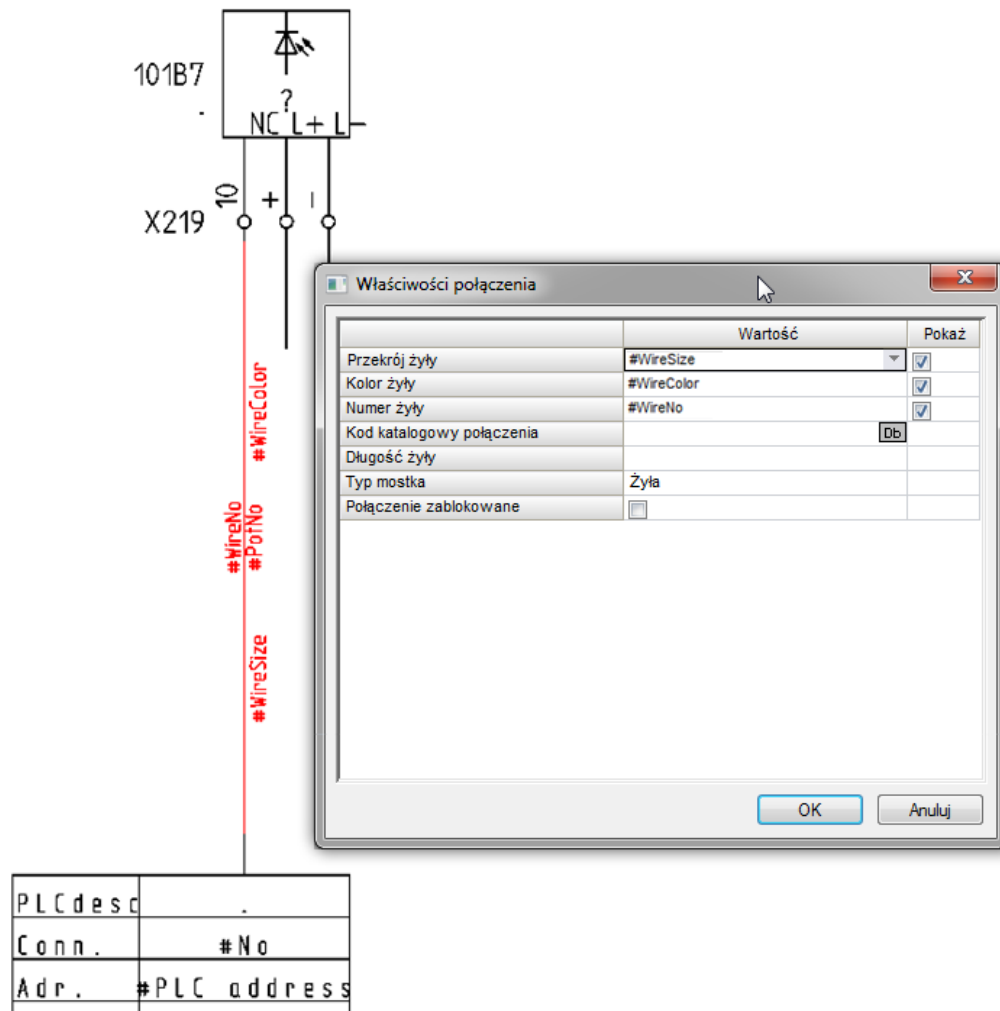 101B7
.
?
NC L+ L-
10 + -
X219
Właściwości połączenia
Wartość Pokaż
Przekrój żyły #WireSize
Kolor żyły #WireColor
Numer żyły #WireNo
Kod katalogowy połączenia Db
Długość żyły
Typ mostka Żyła
Połączenie zablokowane
#WireColor
#WireNo
#PotNo
#WireSize
OK Anuluj
PLCdesc .
Conn. #No
Adr. #PLC address